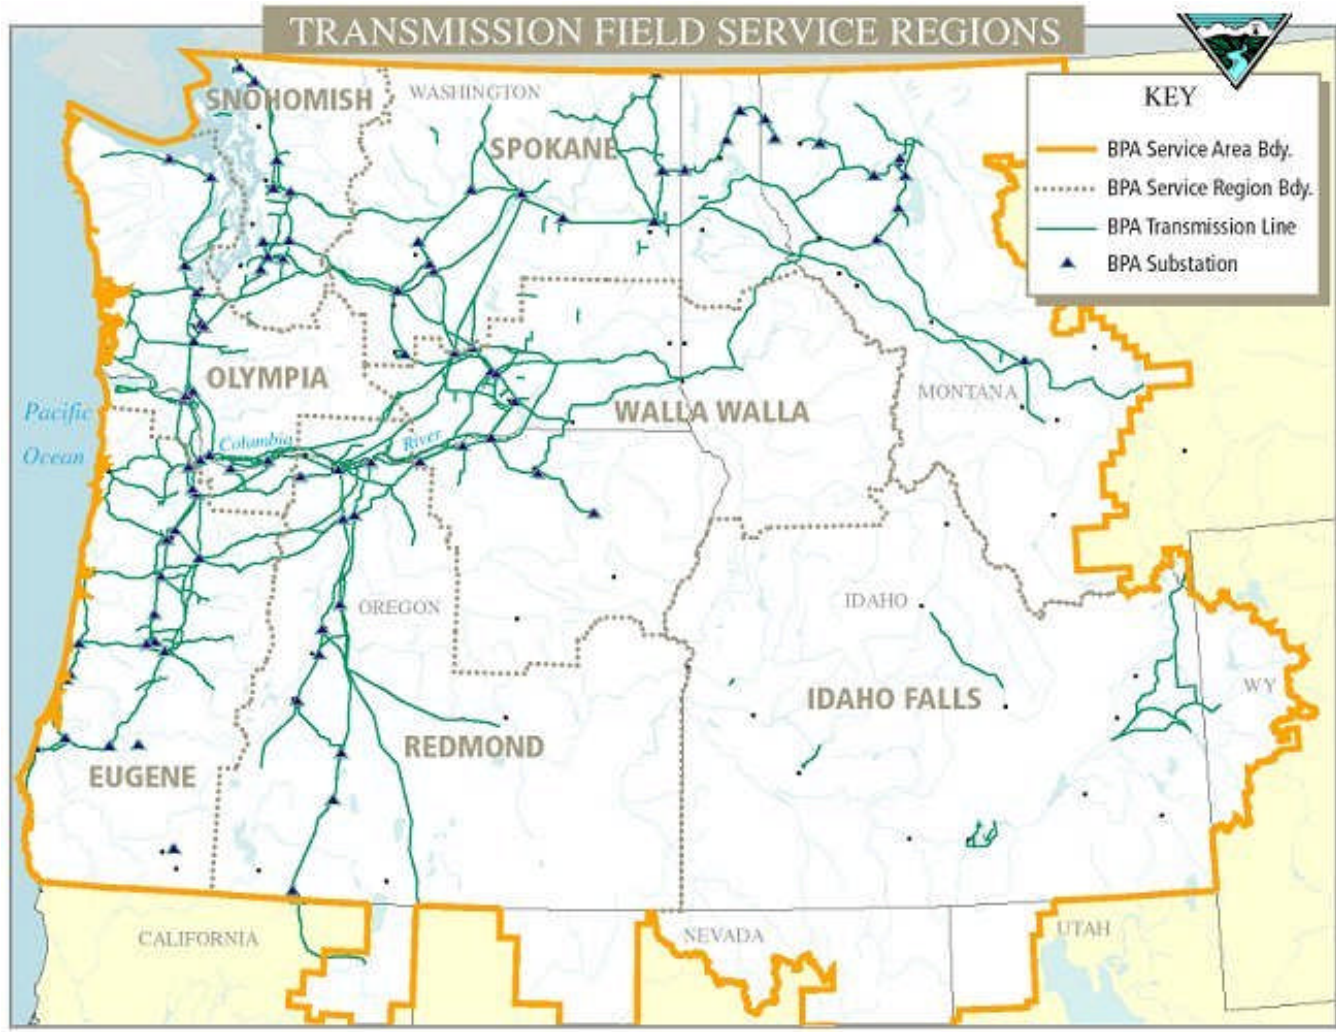 TRANSMISSION FIELD SERVICE REGIONS
KEY
BPA Service Area Bdy.
BPA Service Region Bdy.
BPA Transmission Line
BPA Substation
SNOHOMISH
WASHINGTON
SPOKANE
OLYMPIA
MONTANA
WALLA WALLA
Pacific
Ocean
Columbia
River
OREGON
IDAHO
IDAHO FALLS
WY
REDMOND
EUGENE
CALIFORNIA
NEVADA
UTAH